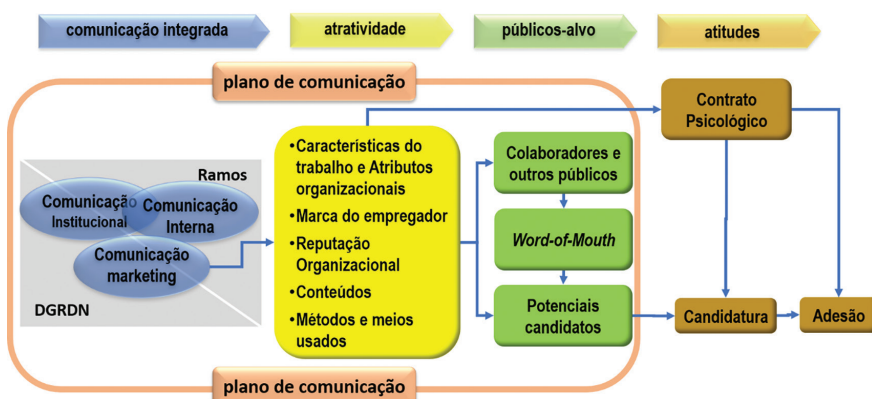 comunicação integrada
atratividade
públicos-alvo
atitudes
plano de comunicação
Ramos
Comunicação
Institucional
Comunicação
Interna
Comunicação
marketing
DGRDN
•Características do
trabalho e Atributos
organizacionais
•Marca do empregador
•Reputação
Organizacional
•Conteúdos
•Métodos e meios
usados
Colaboradores e
outros públicos
Word-of-Mouth
Potenciais
candidatos
Contrato
Psicológico
Candidatura
Adesão
plano de comunicação